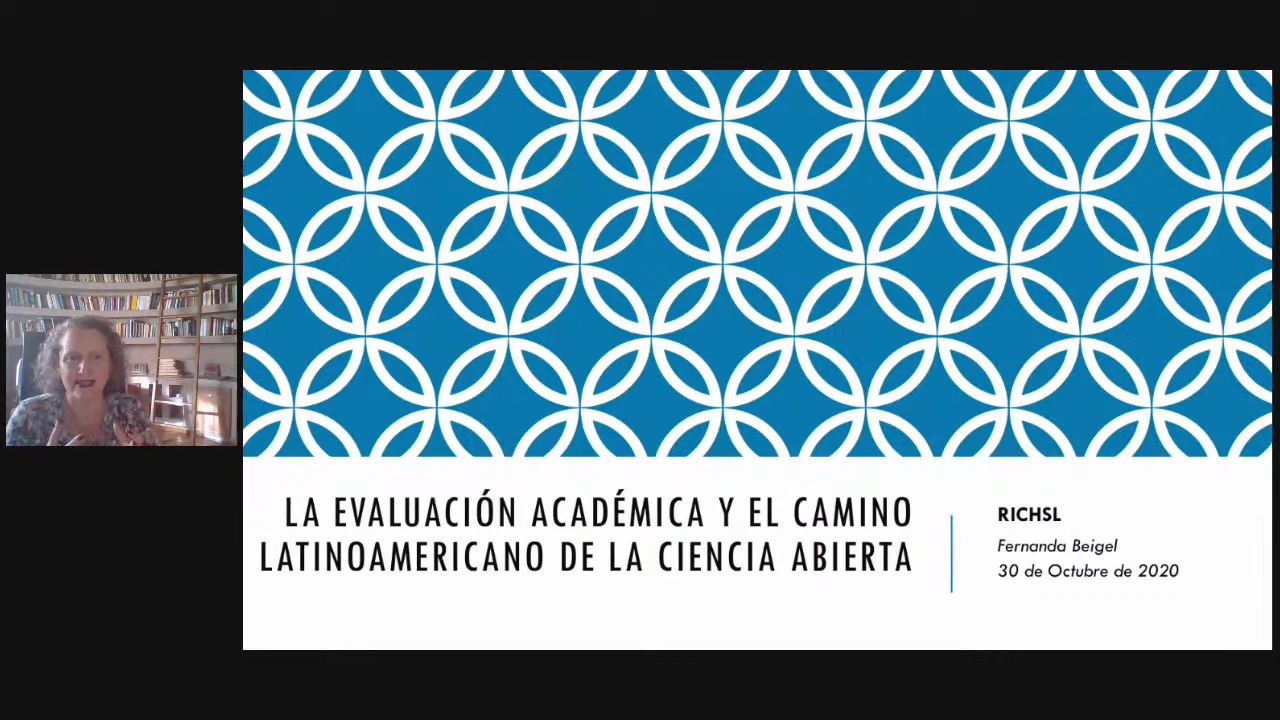 LA EVALUACIÓN ACADÉMICA Y EL CAMINO
LATINOAMERICANO DE LA CIENCIA ABIERTA
RICHSL
Fernanda Beigel
30 de Octubre de 2020